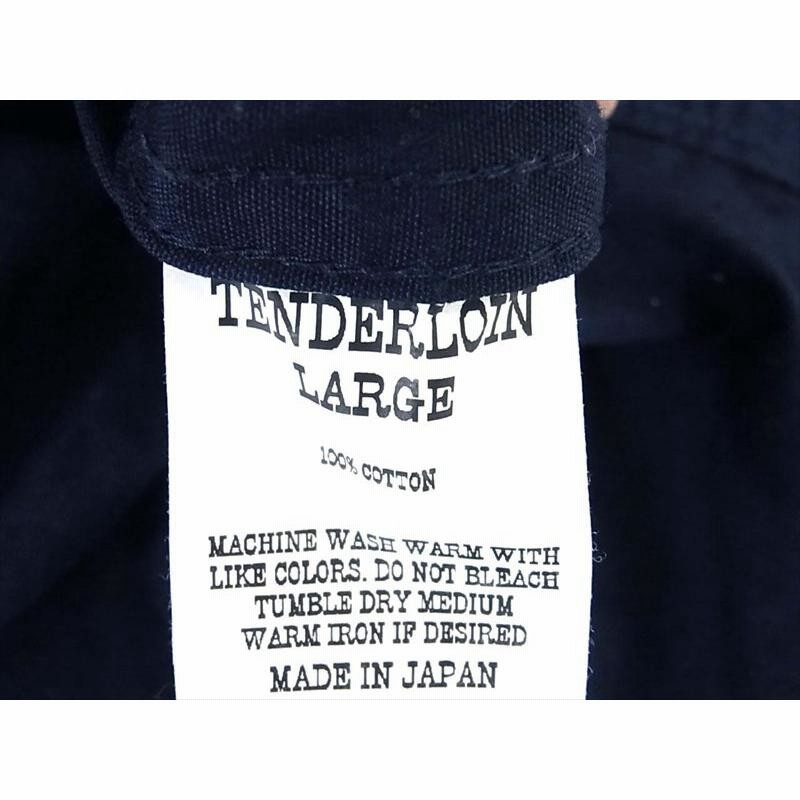 TENDERLOIN
LARGE
100% COTTON
MACHINE WASH WARM WITH
LIKE COLORS. DO NOT BLEACH
TUMBLE DRY MEDIUM
WARM IRON IF DESIRED
MADE IN JAPAN